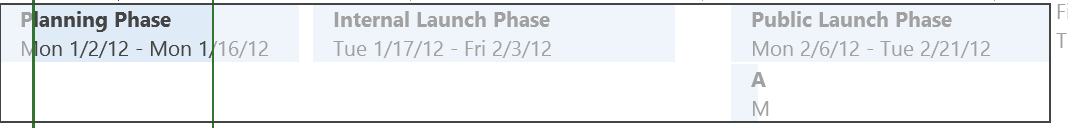 Planning Phase
Mon 1/2/12 - Mon 1/16/12
Internal Launch Phase
Tue 1/17/12 - Fri 2/3/12
Public Launch Phase
Mon 2/6/12 - Tue 2/21/12
A
M
Fi
T